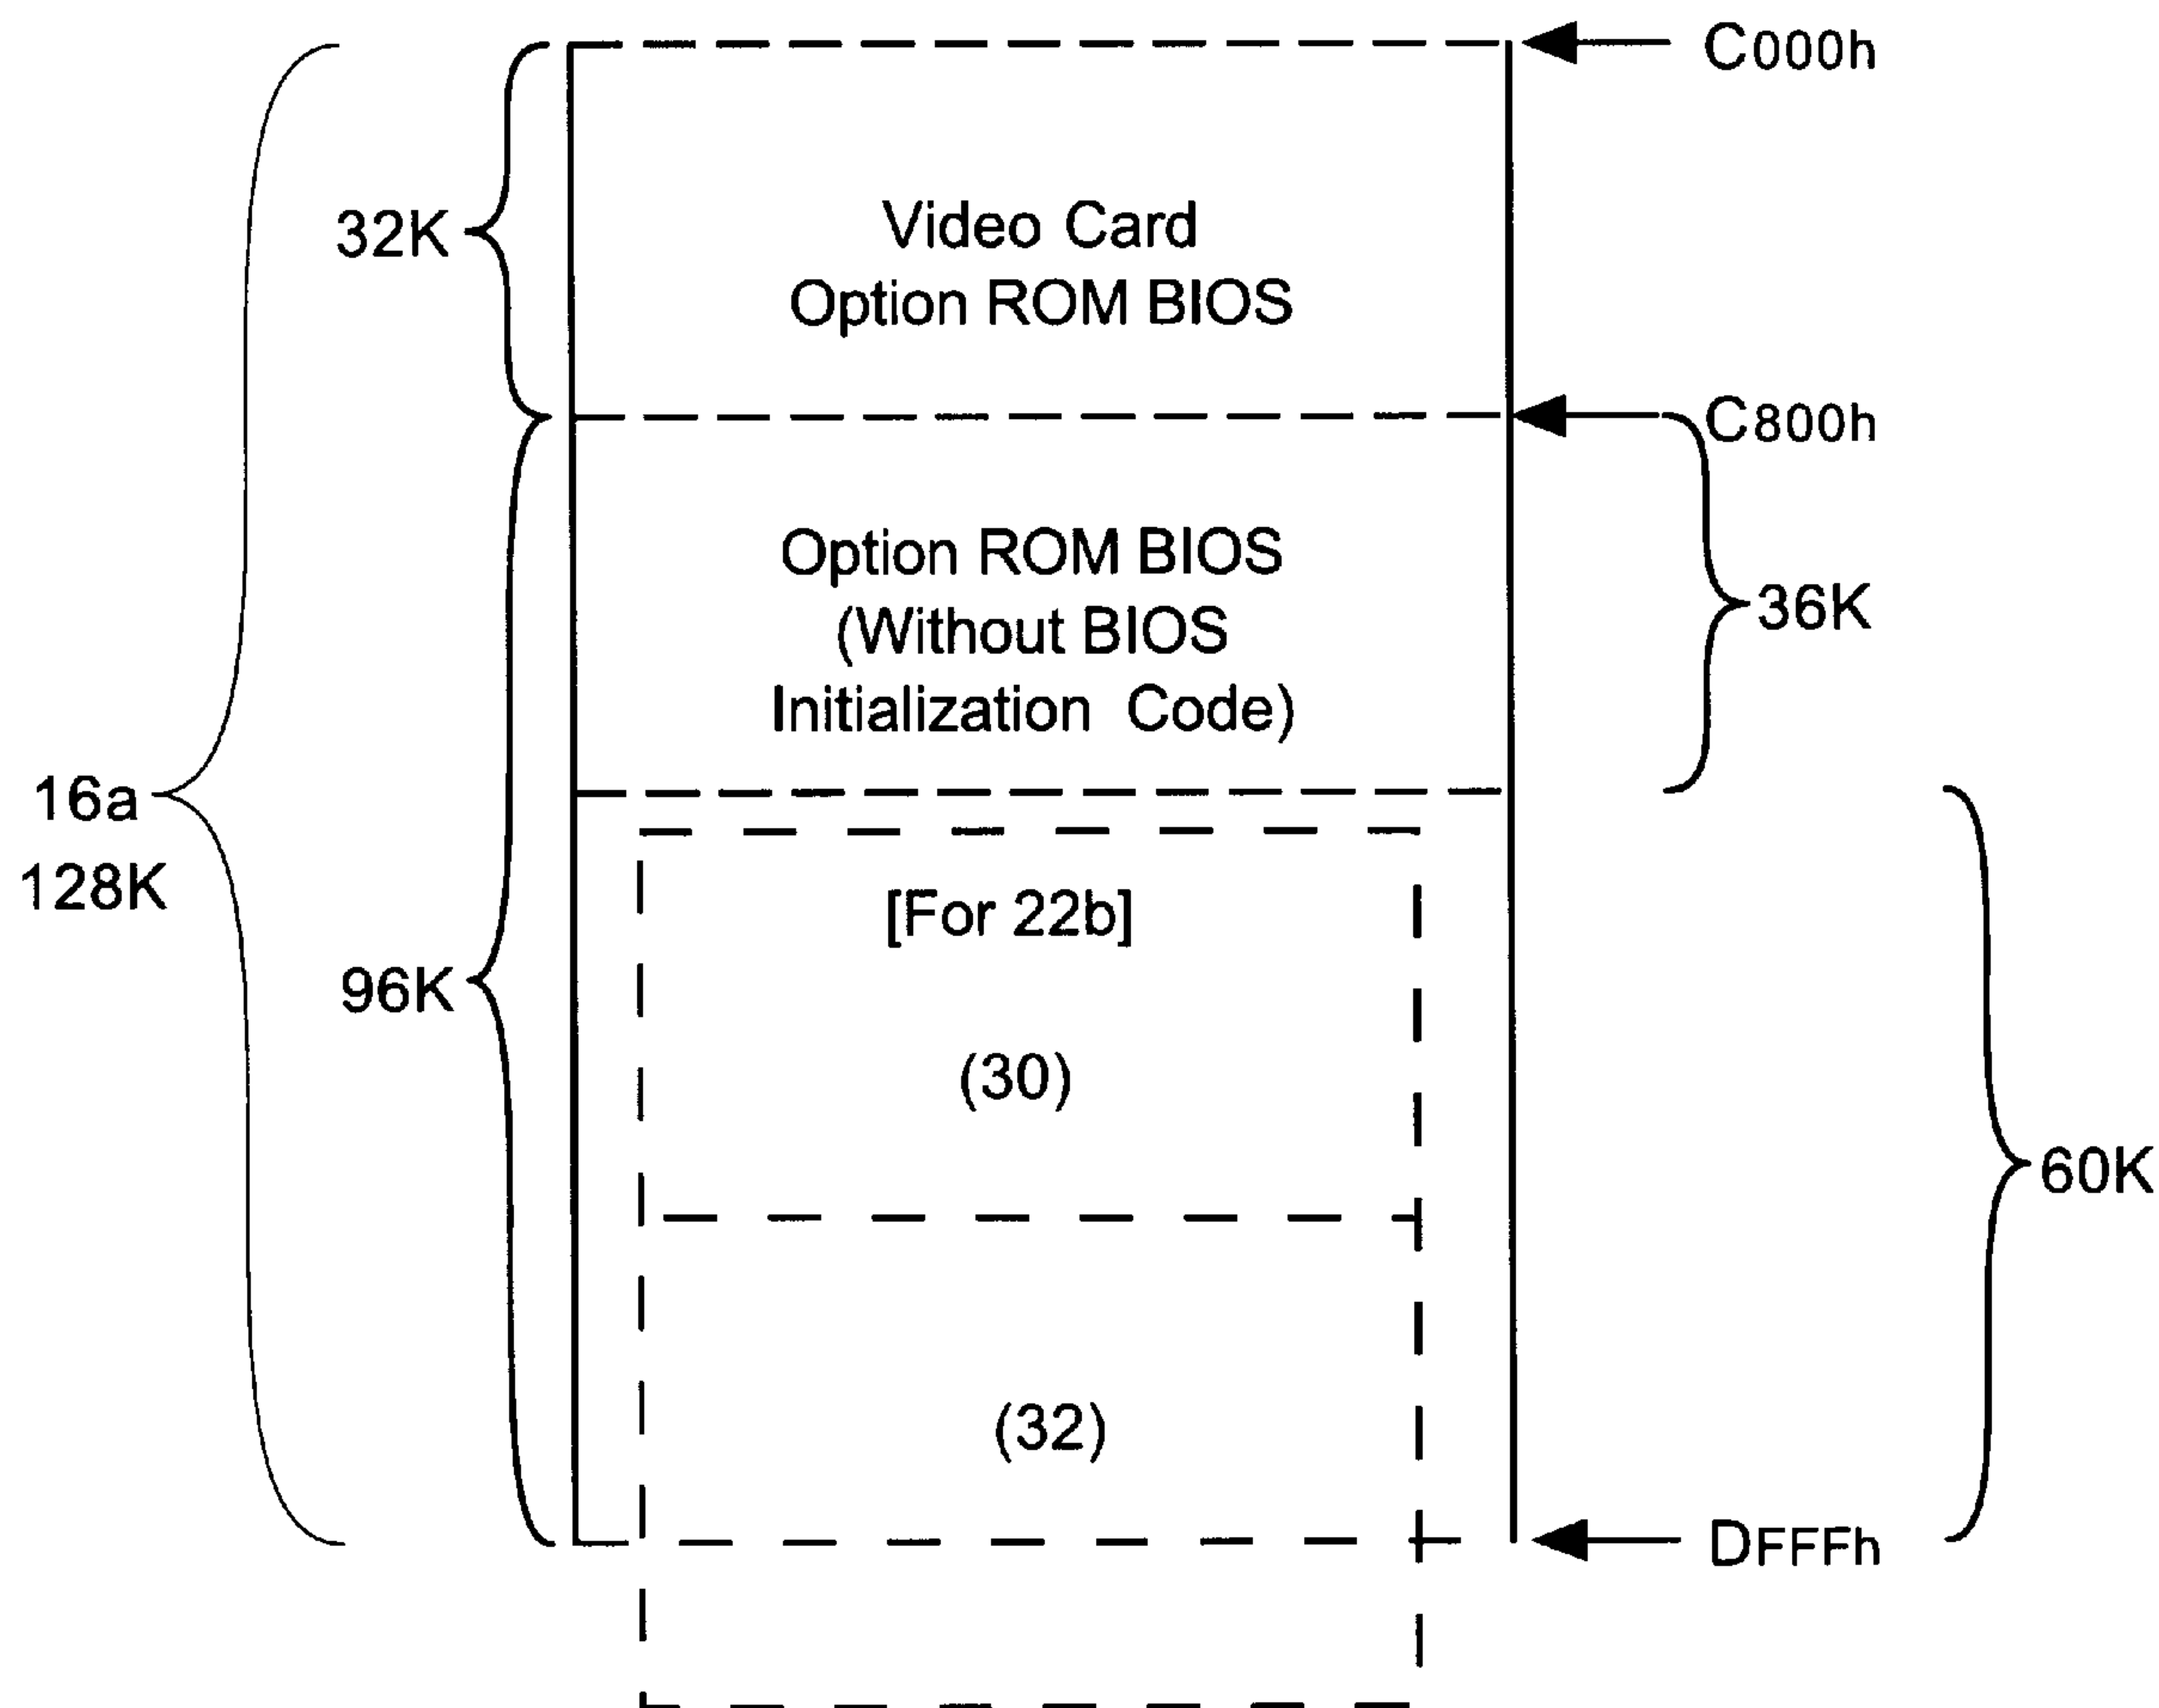 C000h
32K
Video Card
Option ROM BIOS
C800h
Option ROM BIOS
(Without BIOS
Initialization Code)
36K
16a
128K
[For 22b]
96K
(30)
60K
(32)
DFFFh